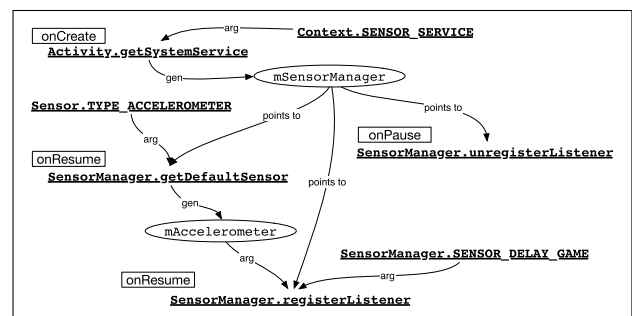 onCreate
arg
Context.SENSOR_SERVICE
Activity.getSystemService
gen
mSensorManager
Sensor.TYPE_ACCELEROMETER
points to
points to
onPause
arg
SensorManager.unregisterListener
onResume
SensorManager.getDefaultSensor
points to
gen
mAccelerometer
arg
SensorManager.SENSOR_DELAY_GAME
arg
onResume
SensorManager.registerListener